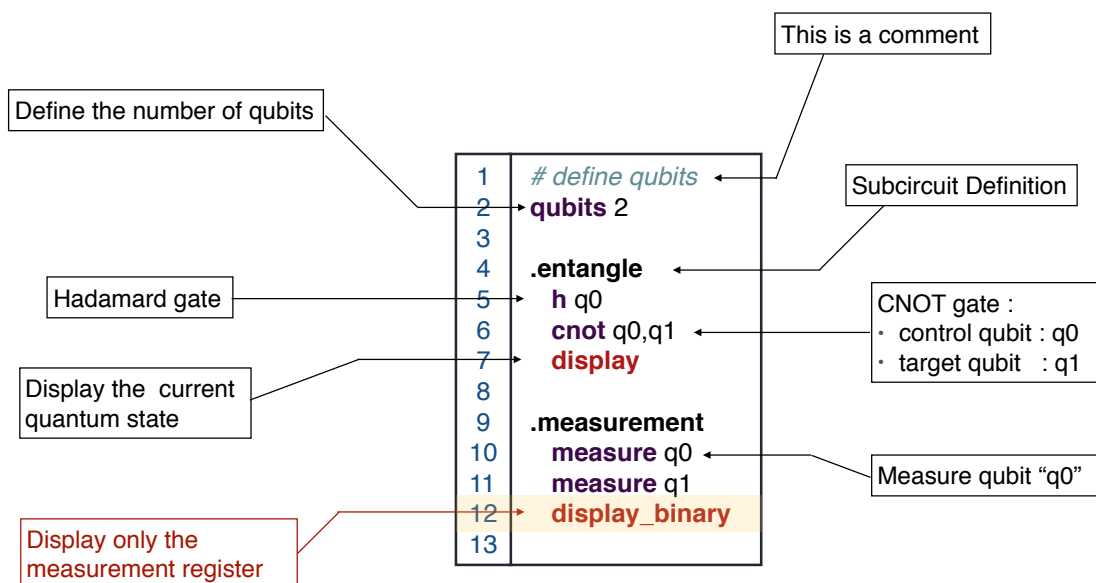 This is a comment
Define the number of qubits
1 # define qubits
2 qubits 2
3
4 .entangle
5 h q0
6 cnot q0,q1
7 display
8
9 .measurement
10 measure q0
11 measure q1
12 display_binary
13
Subcircuit Definition
Hadamard gate
CNOT gate :
• control qubit : q0
• target qubit : q1
Display the current
quantum state
Measure qubit “q0”
Display only the
measurement register